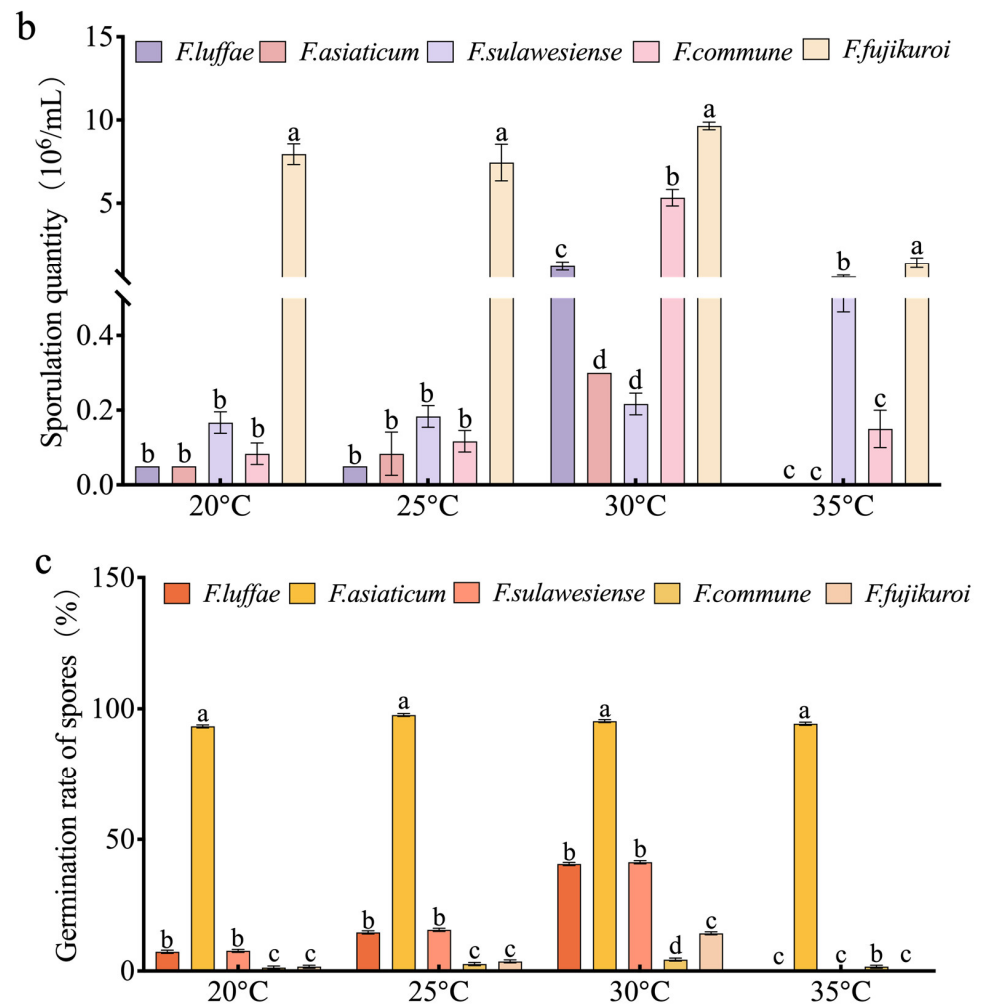 b
F.luffae F.asiaticum F.sulawesiense F.commune F.fujikuroi
Sporulation quantity (10⁶/mL)
15
10
5
0.4
0.2
0.0
b b b b a
b b b b a
c d d b a
c c b c a
20°C 25°C 30°C 35°C
c
F.luffae F.asiaticum F.sulawesiense F.commune F.fujikuroi
Germination rate of spores (%)
150
100
50
0
b a b c c
b a b c c
b a b d c
c a c b c
20°C 25°C 30°C 35°C